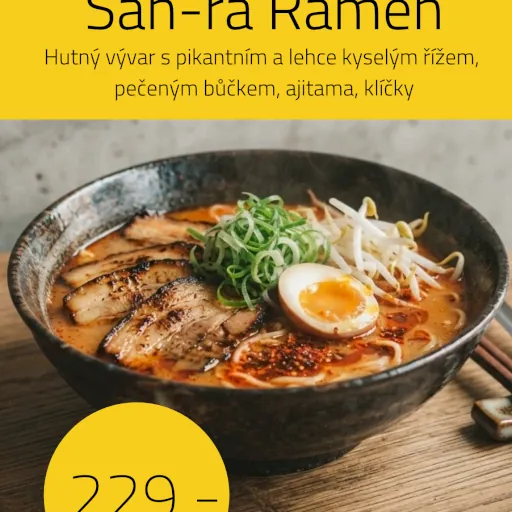 San-ra Ramen
Hutný vývar s pikantním a lehce kyselým řížem,
pečeným bůčkem, ajitama, klíčky
229,-